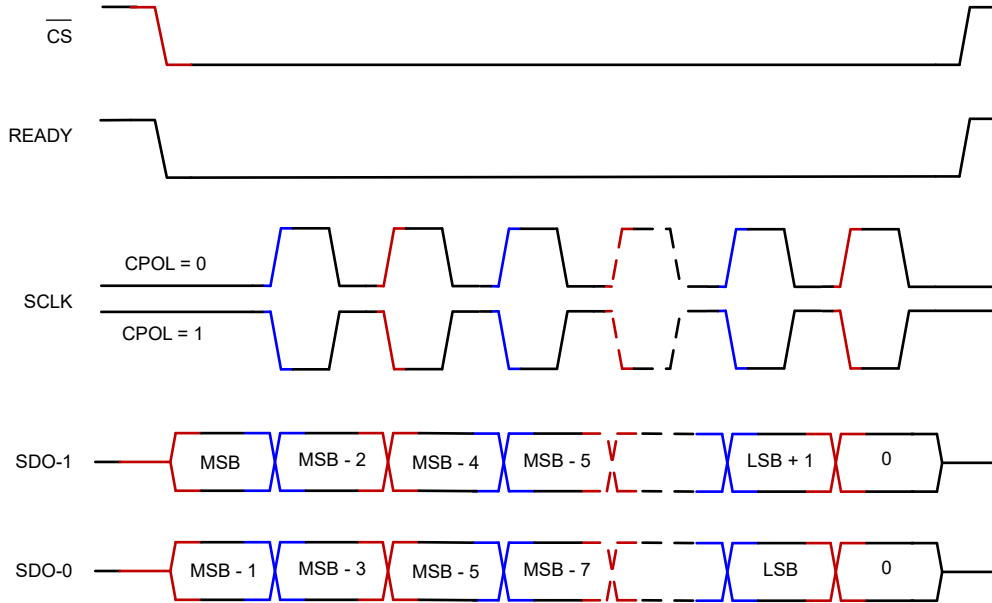 CS
READY
CPOL = 0
SCLK
CPOL = 1
SDO-1 MSB MSB - 2 MSB - 4 MSB - 5 LSB + 1 0
SDO-0 MSB - 1 MSB - 3 MSB - 5 MSB - 7 LSB 0